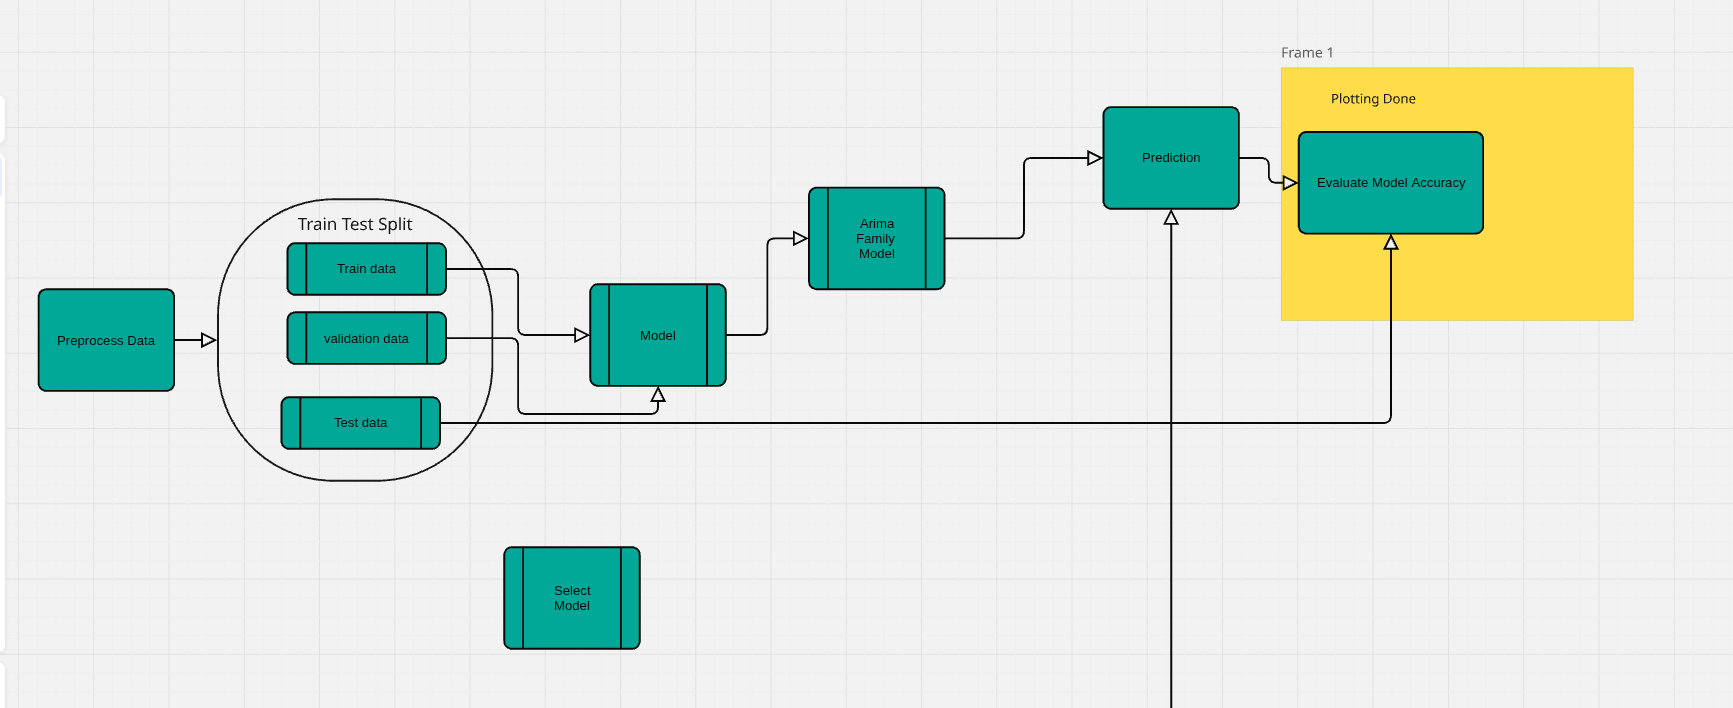 Frame 1
Plotting Done
Prediction
Evaluate Model Accuracy
Arima
Family
Model
Train Test Split
Train data
validation data
Test data
Preprocess Data
Model
Select
Model